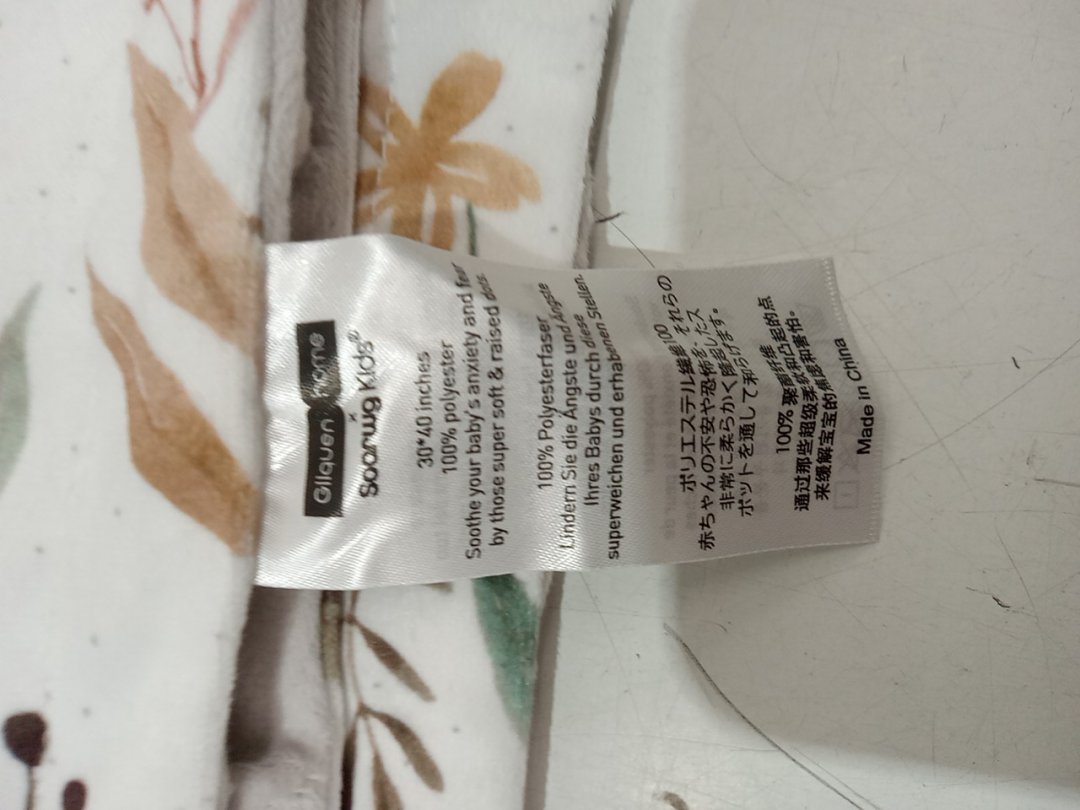 Gllquen home
×
Soarwg Kids®
30*40 inches
100% polyester
Soothe your baby's anxiety and fear
by those super soft & raised dots.
100% Polyesterfaser
Lindern Sie die Ängste und Ängste
Ihres Babys durch diese
superweichen und erhabenen Stellen.
ポリエステル繊維100
赤ちゃんの不安や恐怖を、それらの
非常に柔らかく隆起したス
ポットを通して和らげます。
100% 聚酯纤维
通过那些超级柔软和凸起的点
来缓解宝宝的焦虑和害怕。
Made in China